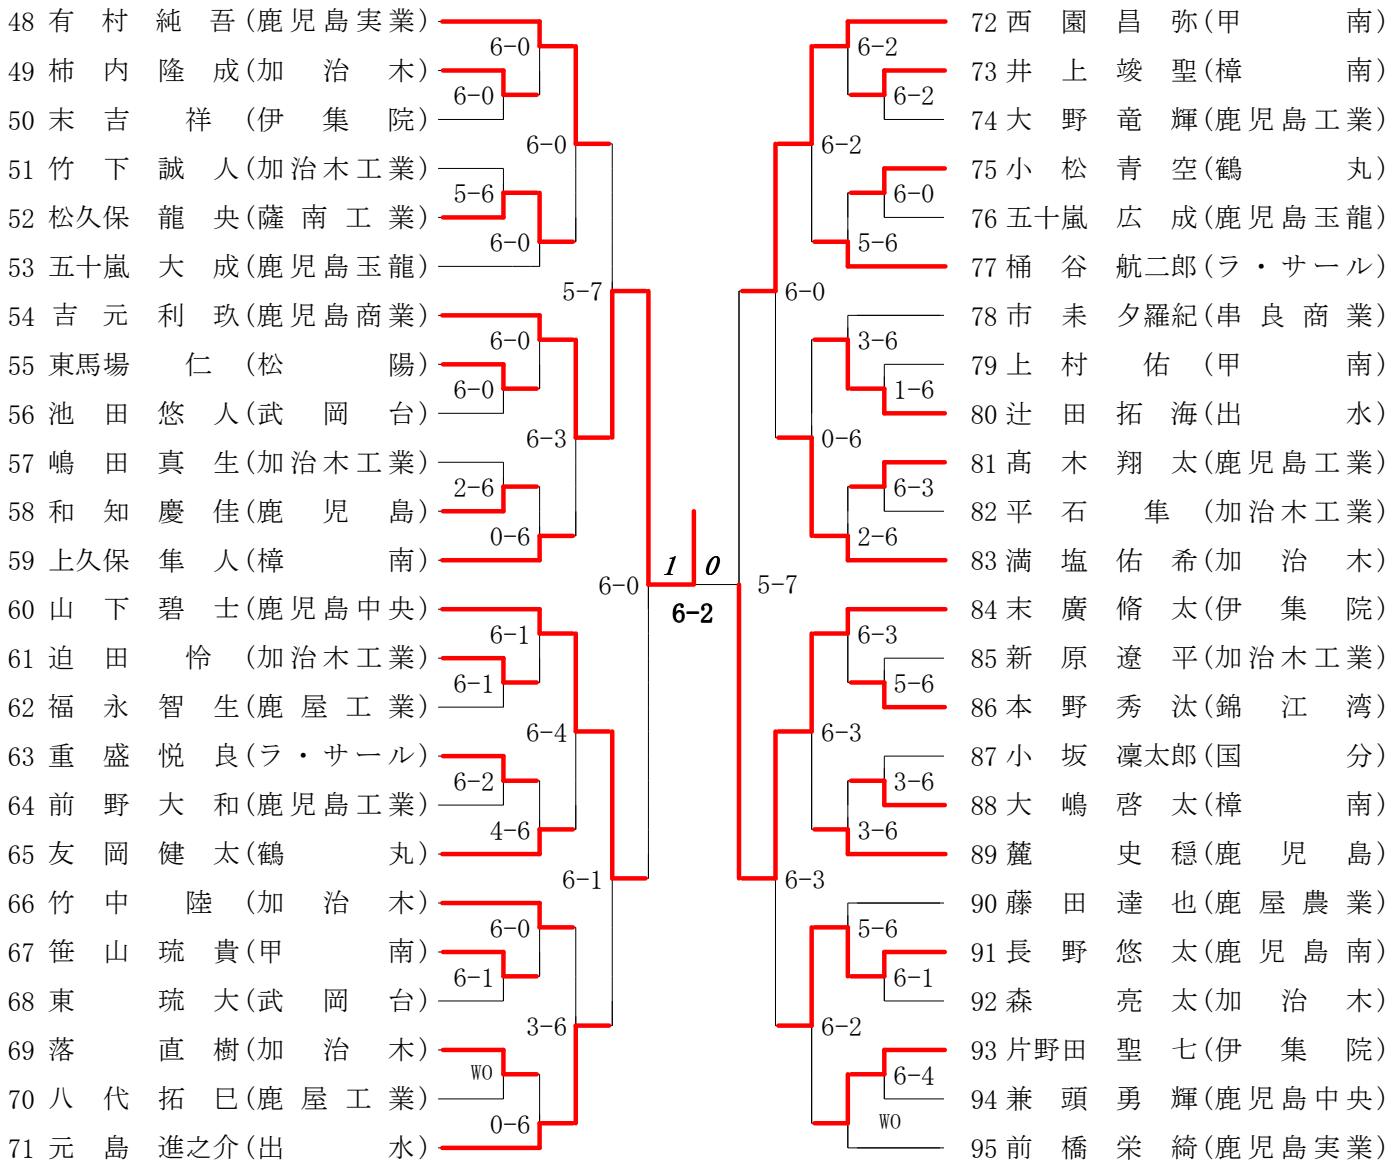 48 有村純吾(鹿児島実業)
6-0
49 柿内隆成(加治木)
6-0
50 末吉祥(伊集院)
6-0
51 竹下誠人(加治木工業)
5-6
52 松久保龍央(薩南工業)
6-0
53 五十嵐大成(鹿児島玉龍)
5-7
54 吉元利玖(鹿児島商業)
6-0
55 東馬場仁(松陽)
6-0
56 池田悠人(武岡台)
6-3
57 嶋田真生(加治木工業)
2-6
58 和知慶佳(鹿児島)
0-6
59 上久保隼人(樟南)
6-0
60 山下碧士(鹿児島中央)
6-1
61 迫田怜(加治木工業)
6-1
62 福永智生(鹿屋工業)
6-4
63 重盛悦良(ラ・サール)
6-2
64 前野大和(鹿児島工業)
4-6
65 友岡健太(鶴丸)
6-1
66 竹中陸(加治木)
6-0
67 笹山琉貴(甲南)
6-1
68 東琉大(武岡台)
3-6
69 落直樹(加治木)
WO
70 八代拓巳(鹿屋工業)
0-6
71 元島進之介(出水)
1 0
6-2
72 西園昌弥(甲南)
6-2
73 井上竣聖(樟南)
6-2
74 大野竜輝(鹿児島工業)
6-2
75 小松青空(鶴丸)
6-0
76 五十嵐広成(鹿児島玉龍)
5-6
77 桶谷航二郎(ラ・サール)
6-0
78 市耒夕羅紀(串良商業)
3-6
79 上村佑(甲南)
1-6
80 辻田拓海(出水)
0-6
81 髙木翔太(鹿児島工業)
6-3
82 平石隼(加治木工業)
2-6
83 満塩佑希(加治木)
5-7
84 末廣脩太(伊集院)
6-3
85 新原遼平(加治木工業)
5-6
86 本野秀汰(錦江湾)
6-3
87 小坂凜太郎(国分)
3-6
88 大嶋啓太(樟南)
3-6
89 麓史穏(鹿児島)
6-3
90 藤田達也(鹿屋農業)
5-6
91 長野悠太(鹿児島南)
6-1
92 森亮太(加治木)
6-2
93 片野田聖七(伊集院)
6-4
94 兼頭勇輝(鹿児島中央)
WO
95 前橋栄綺(鹿児島実業)